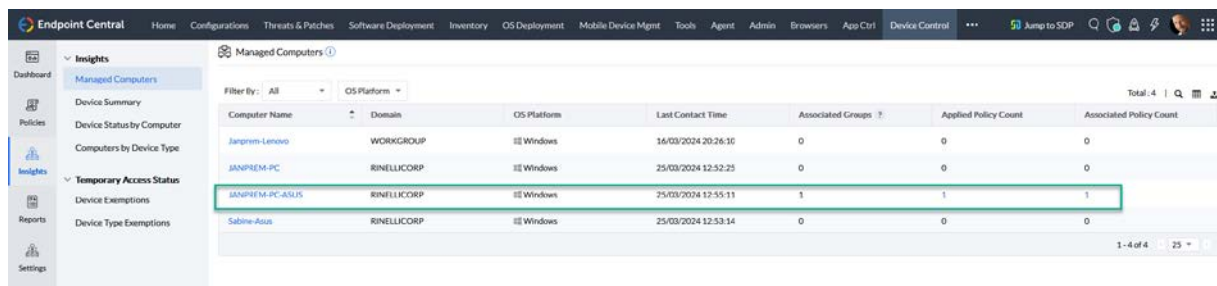 Endpoint Central Home Configurations Threats & Patches Software Deployment Inventory OS Deployment Mobile Device Mgmt Tools Agent Admin Browsers App Ctrl Device Control ••• Jump to SDP
Dashboard
Policies
Insights
Reports
Settings
Insights
Managed Computers
Device Summary
Device Status by Computer
Computers by Device Type
Temporary Access Status
Device Exemptions
Device Type Exemptions
Managed Computers
Filter By : All OS Platform
Total : 4
Computer Name Domain OS Platform Last Contact Time Associated Groups ? Applied Policy Count Associated Policy Count
Janprem-Lenovo WORKGROUP Windows 16/03/2024 20:26:10 0 0 0
JANPREM-PC RINELLICORP Windows 25/03/2024 12:52:25 0 0 0
JANPREM-PC-ASUS RINELLICORP Windows 25/03/2024 12:55:11 1 1 1
Sabine-Asus RINELLICORP Windows 25/03/2024 12:53:14 0 0 0
1 - 4 of 4 25